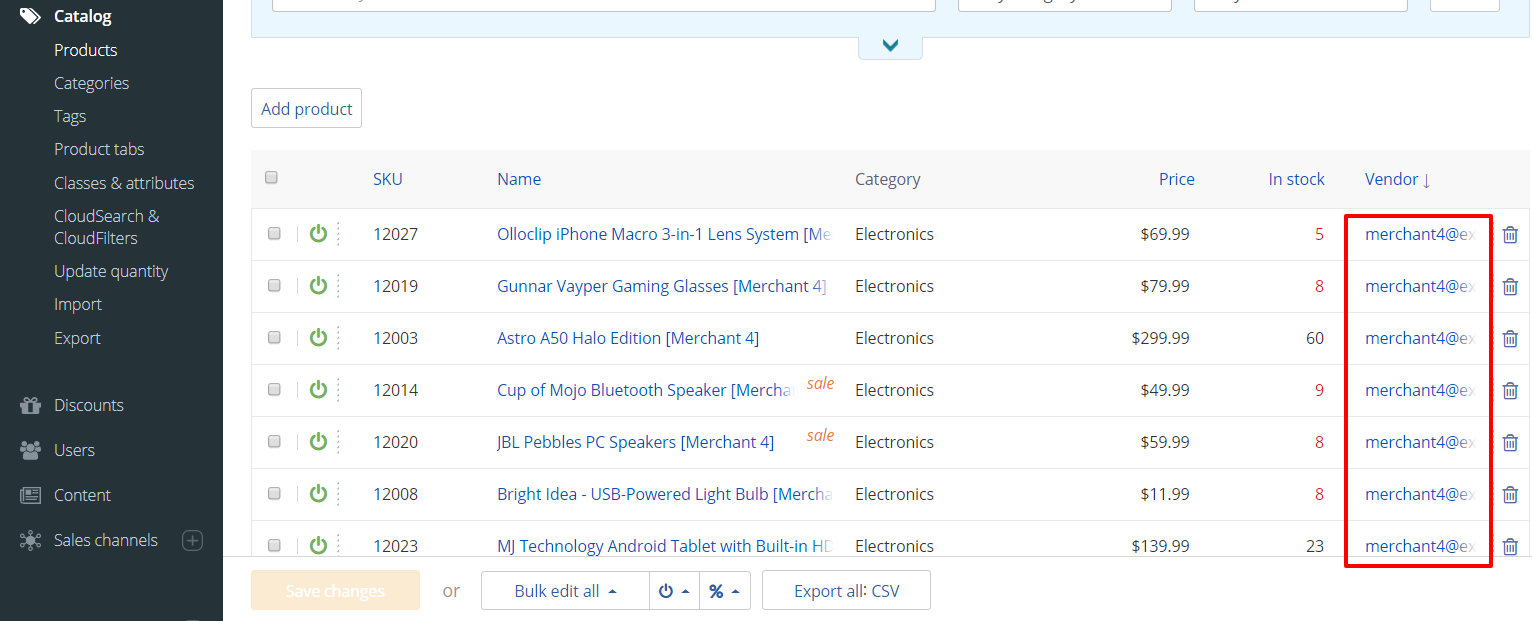 Catalog
Products
Categories
Tags
Product tabs
Classes & attributes
CloudSearch &
CloudFilters
Update quantity
Import
Export
Discounts
Users
Content
Sales channels
Add product
SKU Name Category Price In stock Vendor ↓
12027 Olloclip iPhone Macro 3-in-1 Lens System [Me Electronics $69.99 5 merchant4@ex
12019 Gunnar Vayper Gaming Glasses [Merchant 4] Electronics $79.99 8 merchant4@ex
12003 Astro A50 Halo Edition [Merchant 4] Electronics $299.99 60 merchant4@ex
12014 Cup of Mojo Bluetooth Speaker [Mercha sale Electronics $49.99 9 merchant4@ex
12020 JBL Pebbles PC Speakers [Merchant 4] sale Electronics $59.99 8 merchant4@ex
12008 Bright Idea - USB-Powered Light Bulb [Mercha Electronics $11.99 8 merchant4@ex
12023 MJ Technology Android Tablet with Built-in HD Electronics $139.99 23 merchant4@ex
Save changes or Bulk edit all % Export all: CSV